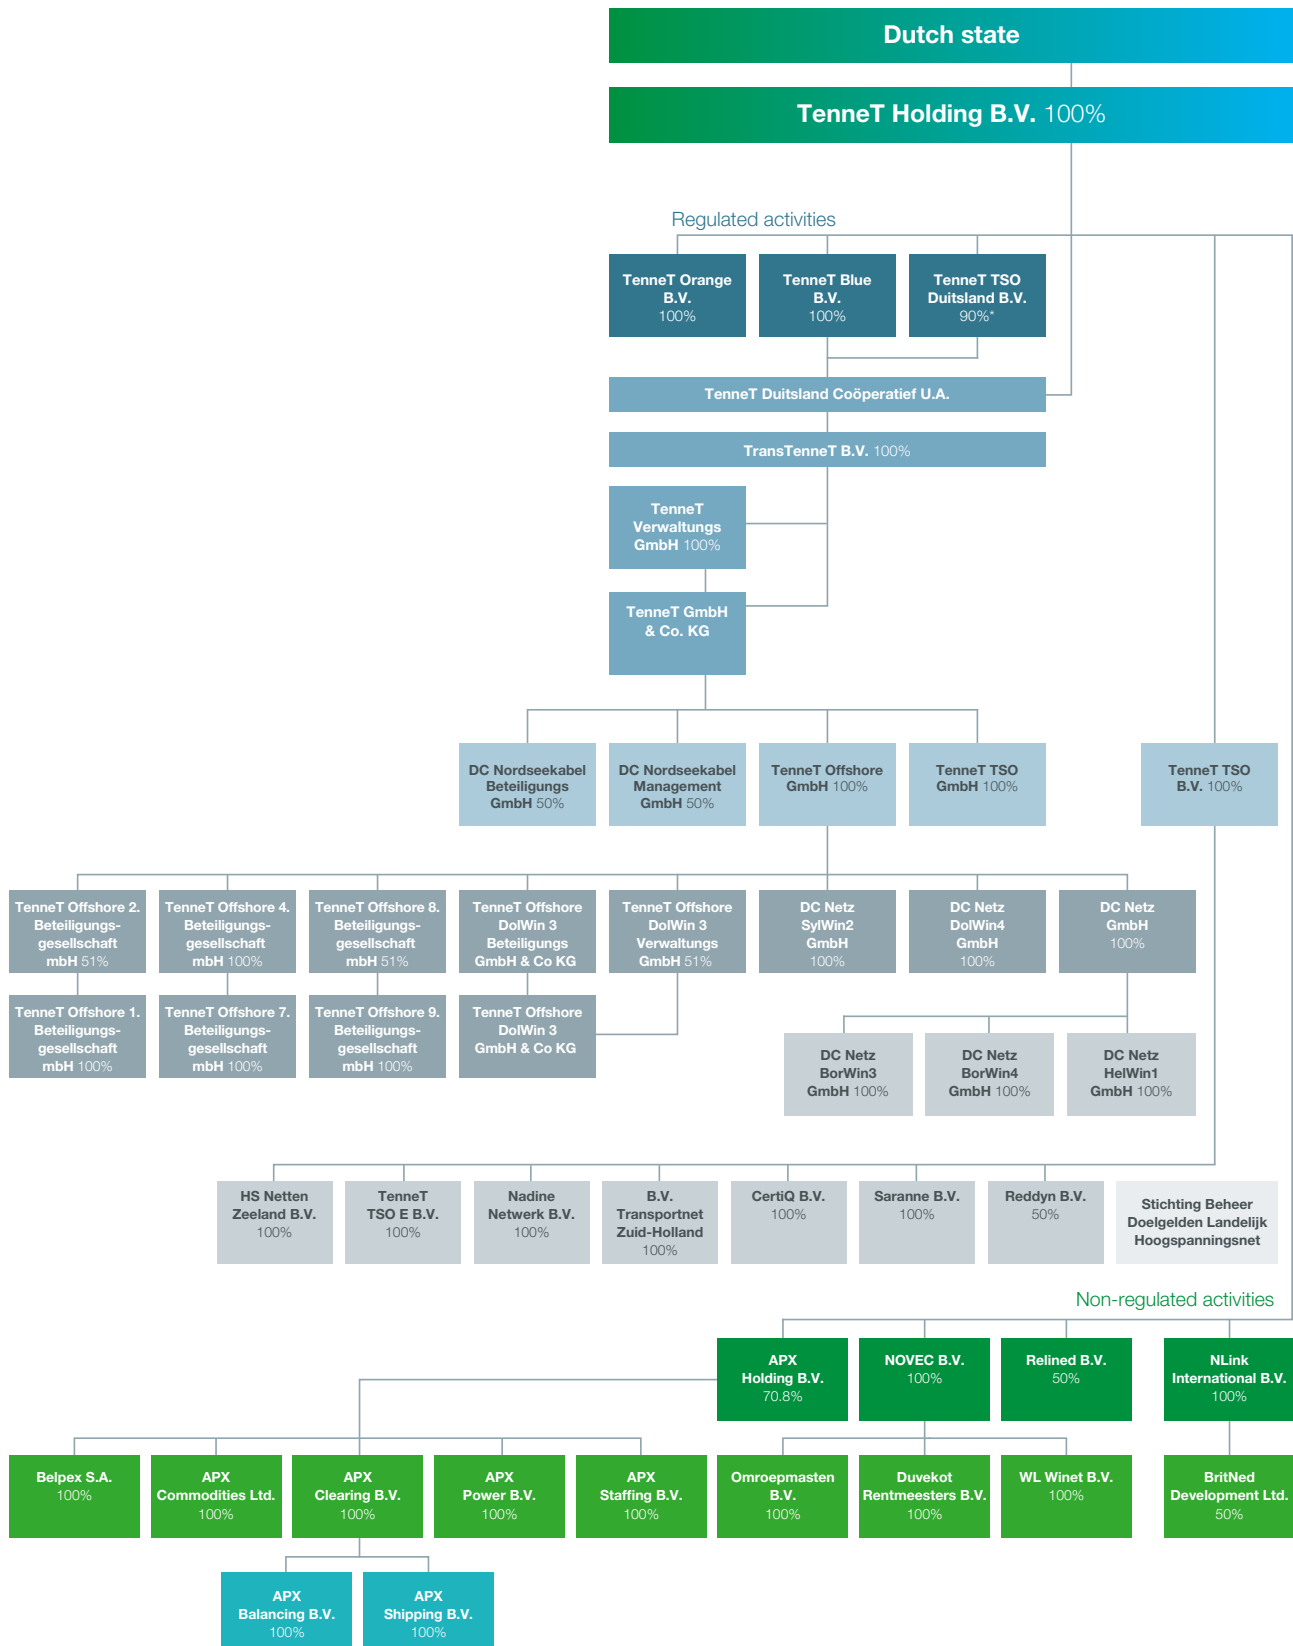 Dutch state
TenneT Holding B.V. 100%
Regulated activities
TenneT Orange
B.V.
100%
TenneT Blue
B.V.
100%
TenneT TSO
Duitsland B.V.
90%*
TenneT Duitsland Coöperatief U.A.
TransTenneT B.V. 100%
TenneT
Verwaltungs
GmbH 100%
TenneT GmbH
& Co. KG
DC Nordseekabel
Beteiligungs
GmbH 50%
DC Nordseekabel
Management
GmbH 50%
TenneT Offshore
GmbH 100%
TenneT TSO
GmbH 100%
TenneT TSO
B.V. 100%
TenneT Offshore 2.
Beteiligungs-
gesellschaft
mbH 51%
TenneT Offshore 4.
Beteiligungs-
gesellschaft
mbH 100%
TenneT Offshore 8.
Beteiligungs-
gesellschaft
mbH 51%
TenneT Offshore
DolWin 3
Beteiligungs
GmbH & Co KG
TenneT Offshore
DolWin 3
Verwaltungs
GmbH 51%
DC Netz
SylWin2
GmbH
100%
DC Netz
DolWin4
GmbH
100%
DC Netz
GmbH
100%
TenneT Offshore 1.
Beteiligungs-
gesellschaft
mbH 100%
TenneT Offshore 7.
Beteiligungs-
gesellschaft
mbH 100%
TenneT Offshore 9.
Beteiligungs-
gesellschaft
mbH 100%
TenneT Offshore
DolWin 3
GmbH & Co KG
DC Netz
BorWin3
GmbH 100%
DC Netz
BorWin4
GmbH 100%
DC Netz
HelWin1
GmbH 100%
HS Netten
Zeeland B.V.
100%
TenneT
TSO E B.V.
100%
Nadine
Netwerk B.V.
100%
B.V.
Transportnet
Zuid-Holland
100%
CertiQ B.V.
100%
Saranne B.V.
100%
Reddyn B.V.
50%
Stichting Beheer
Doelgelden Landelijk
Hoogspanningsnet
Non-regulated activities
APX
Holding B.V.
70.8%
NOVEC B.V.
100%
Relined B.V.
50%
NLink
International B.V.
100%
Belpex S.A.
100%
APX
Commodities Ltd.
100%
APX
Clearing B.V.
100%
APX
Power B.V.
100%
APX
Staffing B.V.
100%
Omroepmasten
B.V.
100%
Duvekot
Rentmeesters B.V.
100%
WL Winet B.V.
100%
BritNed
Development Ltd.
50%
APX
Balancing B.V.
100%
APX
Shipping B.V.
100%